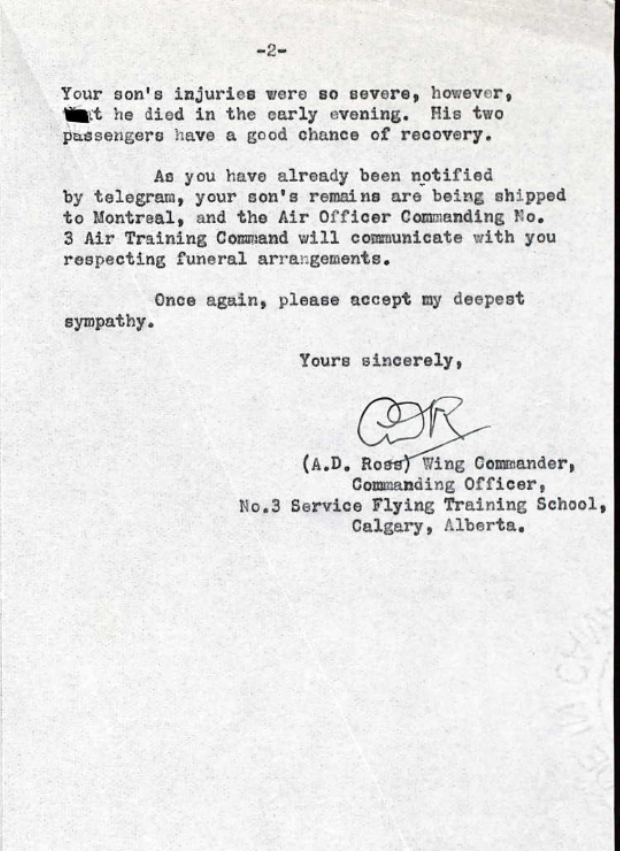 -2-
Your son's injuries were so severe, however,
that he died in the early evening. His two
passengers have a good chance of recovery.
As you have already been notified
by telegram, your son's remains are being shipped
to Montreal, and the Air Officer Commanding No.
3 Air Training Command will communicate with you
respecting funeral arrangements.
Once again, please accept my deepest
sympathy.
Yours sincerely,
ADR
(A.D. Ross) Wing Commander,
Commanding Officer,
No.3 Service Flying Training School,
Calgary, Alberta.